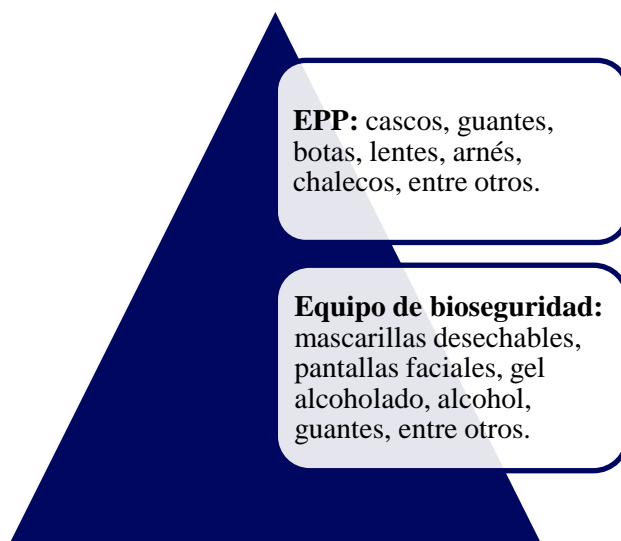 EPP: cascos, guantes,
botas, lentes, arnés,
chalecos, entre otros.
Equipo de bioseguridad:
mascarillas desechables,
pantallas faciales, gel
alcoholado, alcohol,
guantes, entre otros.